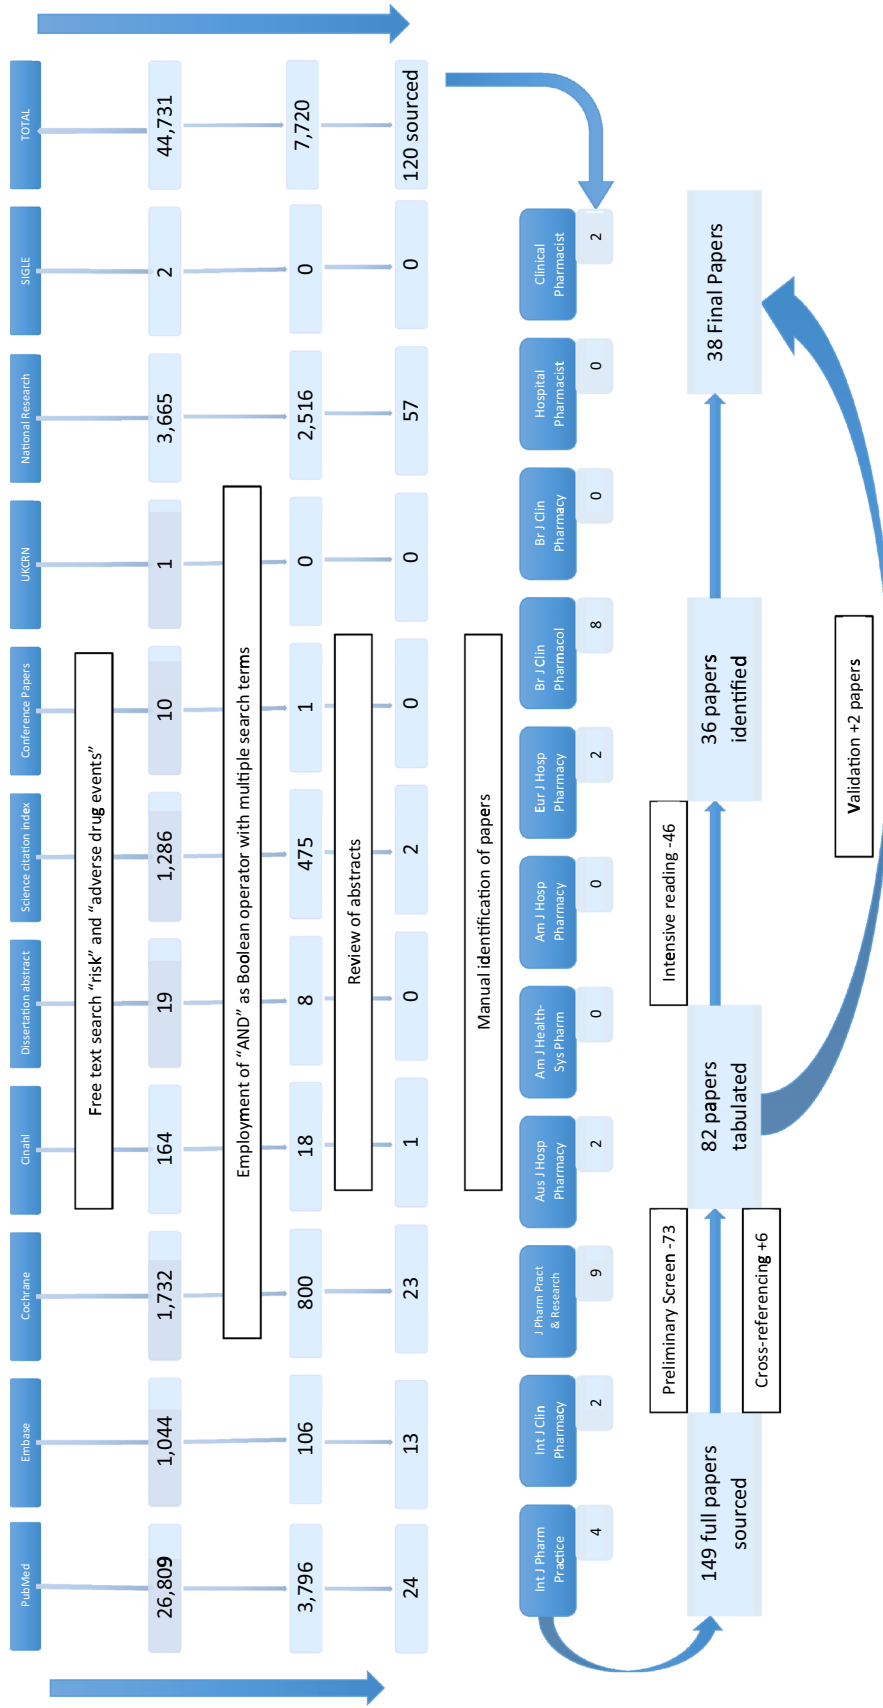 PubMed
Embase
Cochrane
Cinahl
Dissertation abstract
Science citation index
Conference Papers
UKCRN
National Research
SIGLE
TOTAL
Free text search “risk” and “adverse drug events”
26,809
1,044
1,732
164
19
1,286
10
1
3,665
2
44,731
Employment of “AND” as Boolean operator with multiple search terms
3,796
106
800
18
8
475
1
0
2,516
0
7,720
Review of abstracts
24
13
23
1
0
2
0
0
57
0
120 sourced
Manual identification of papers
Int J Pharm
Practice
4
Int J Clin
Pharmacy
2
J Pharm Pract
& Research
9
Aus J Hosp
Pharmacy
2
Am J Health-
Sys Pharm
0
Am J Hosp
Pharmacy
0
Eur J Hosp
Pharmacy
2
Br J Clin
Pharmacol
8
Br J Clin
Pharmacy
0
Hospital
Pharmacist
0
Clinical
Pharmacist
2
149 full papers
sourced
Preliminary Screen -73
Cross-referencing +6
82 papers
tabulated
Intensive reading -46
36 papers
identified
38 Final Papers
Validation +2 papers